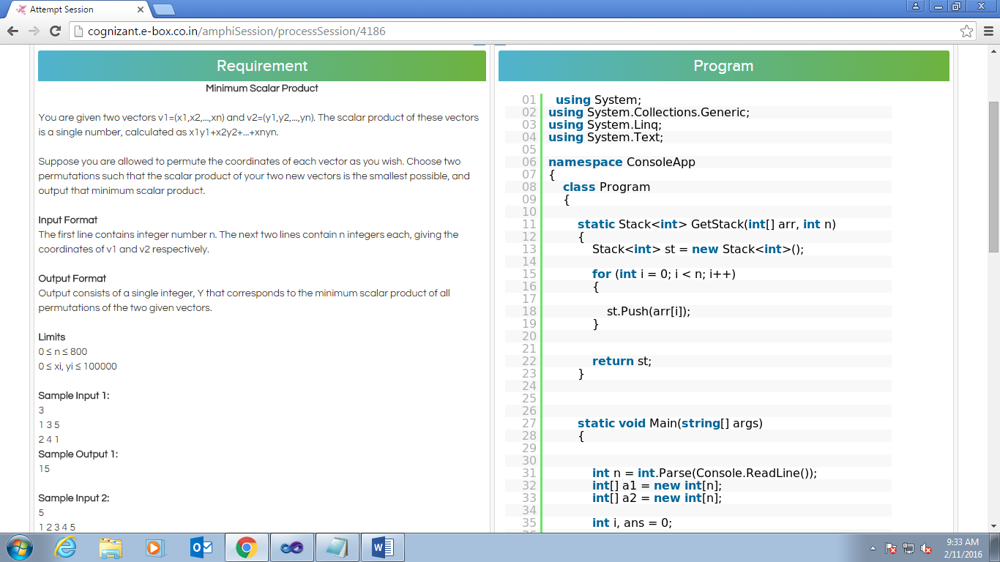 Attempt Session
cognizant.e-box.co.in/amphiSession/processSession/4186
Requirement
Minimum Scalar Product
You are given two vectors v1=(x1,x2,...,xn) and v2=(y1,y2,...,yn). The scalar product of these vectors
is a single number, calculated as x1y1+x2y2+...+xnyn.
Suppose you are allowed to permute the coordinates of each vector as you wish. Choose two
permutations such that the scalar product of your two new vectors is the smallest possible, and
output that minimum scalar product.
Input Format
The first line contains integer number n. The next two lines contain n integers each, giving the
coordinates of v1 and v2 respectively.
Output Format
Output consists of a single integer, Y that corresponds to the minimum scalar product of all
permutations of the two given vectors.
Limits
0 ≤ n ≤ 800
0 ≤ xi, yi ≤ 100000
Sample Input 1:
3
1 3 5
2 4 1
Sample Output 1:
15
Sample Input 2:
5
1 2 3 4 5
Program
01 using System;
02 using System.Collections.Generic;
03 using System.Linq;
04 using System.Text;
05
06 namespace ConsoleApp
07 {
08 class Program
09 {
10
11 static Stack<int> GetStack(int[] arr, int n)
12 {
13 Stack<int> st = new Stack<int>();
14
15 for (int i = 0; i < n; i++)
16 {
17
18 st.Push(arr[i]);
19 }
20
21
22 return st;
23 }
24
25
26
27 static void Main(string[] args)
28 {
29
30
31 int n = int.Parse(Console.ReadLine());
32 int[] a1 = new int[n];
33 int[] a2 = new int[n];
34
35 int i, ans = 0;
9:33 AM
2/11/2016